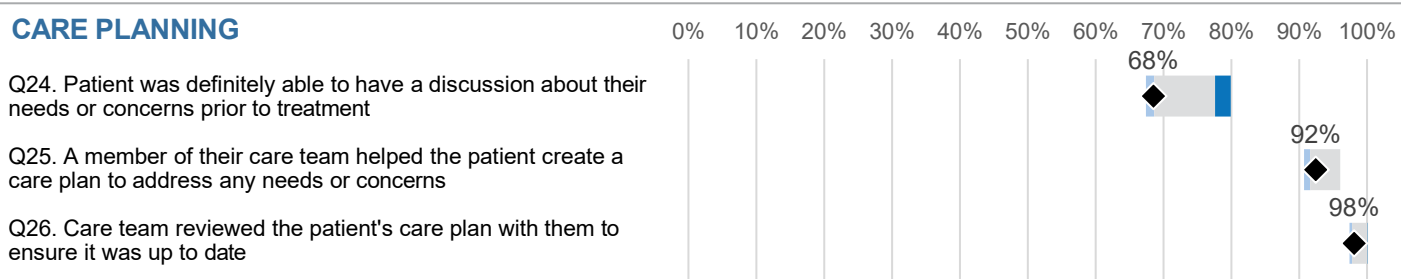 CARE PLANNING
0% 10% 20% 30% 40% 50% 60% 70% 80% 90% 100%
68%
Q24. Patient was definitely able to have a discussion about their
needs or concerns prior to treatment
92%
Q25. A member of their care team helped the patient create a
care plan to address any needs or concerns
98%
Q26. Care team reviewed the patient's care plan with them to
ensure it was up to date